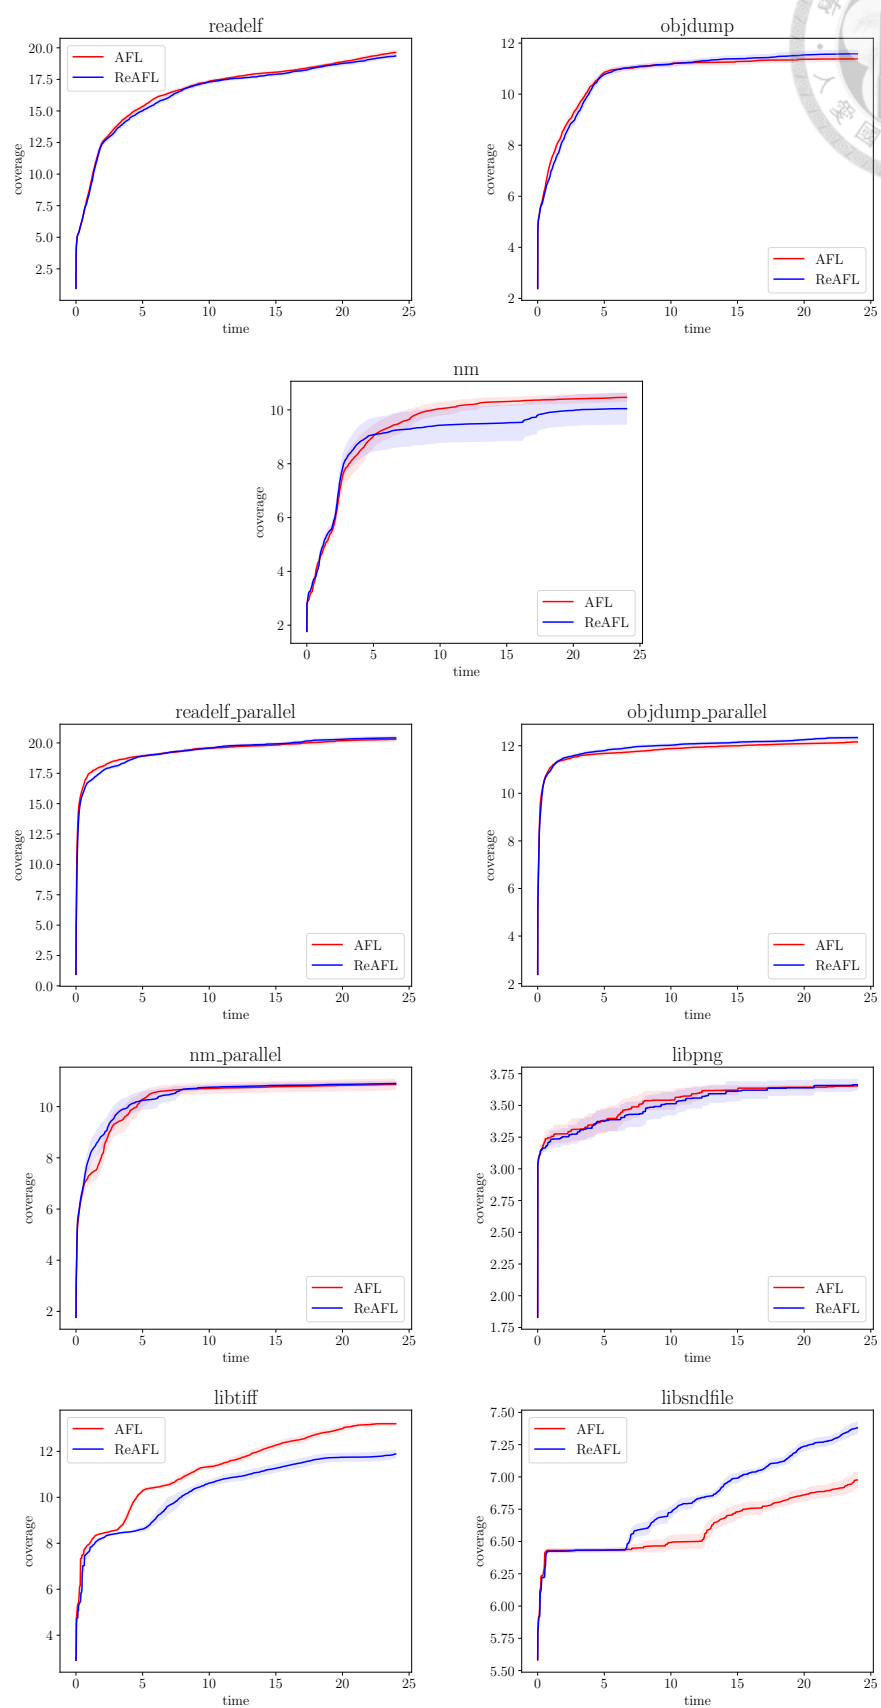 readelf
20.0
17.5
15.0
12.5
10.0
7.5
5.0
2.5
coverage
AFL
ReAFL
0 5 10 15 20 25
time
objdump
12
10
8
6
4
2
coverage
AFL
ReAFL
0 5 10 15 20 25
time
人 愛 國
nm
10
8
6
4
2
coverage
AFL
ReAFL
0 5 10 15 20 25
time
readelf_parallel
20.0
17.5
15.0
12.5
10.0
7.5
5.0
2.5
0.0
coverage
AFL
ReAFL
0 5 10 15 20 25
time
objdump_parallel
12
10
8
6
4
2
coverage
AFL
ReAFL
0 5 10 15 20 25
time
nm_parallel
10
8
6
4
2
coverage
AFL
ReAFL
0 5 10 15 20 25
time
libpng
3.75
3.50
3.25
3.00
2.75
2.50
2.25
2.00
1.75
coverage
AFL
ReAFL
0 5 10 15 20 25
time
libtiff
12
10
8
6
4
coverage
AFL
ReAFL
0 5 10 15 20 25
time
libsndfile
7.50
7.25
7.00
6.75
6.50
6.25
6.00
5.75
5.50
coverage
AFL
ReAFL
0 5 10 15 20 25
time